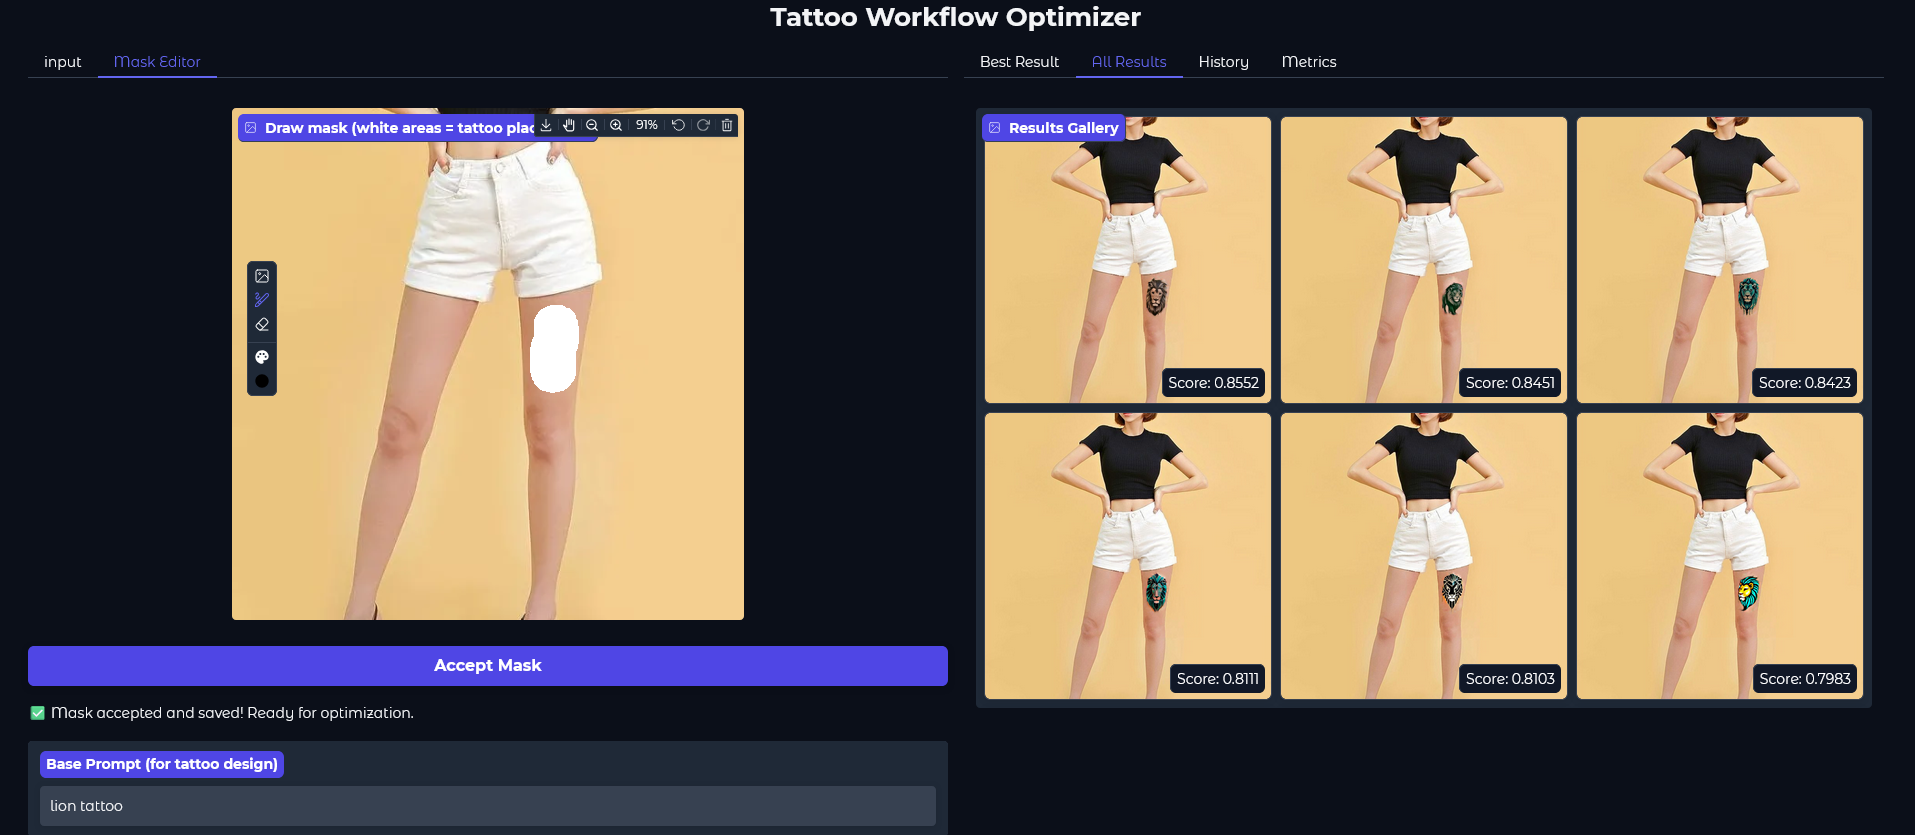 Tattoo Workflow Optimizer
input
Mask Editor
Best Result
All Results
History
Metrics
Draw mask (white areas = tattoo
91%
Results Gallery
Score: 0.8552
Score: 0.8451
Score: 0.8423
Score: 0.8111
Score: 0.8103
Score: 0.7983
Accept Mask
Mask accepted and saved! Ready for optimization.
Base Prompt (for tattoo design)
lion tattoo